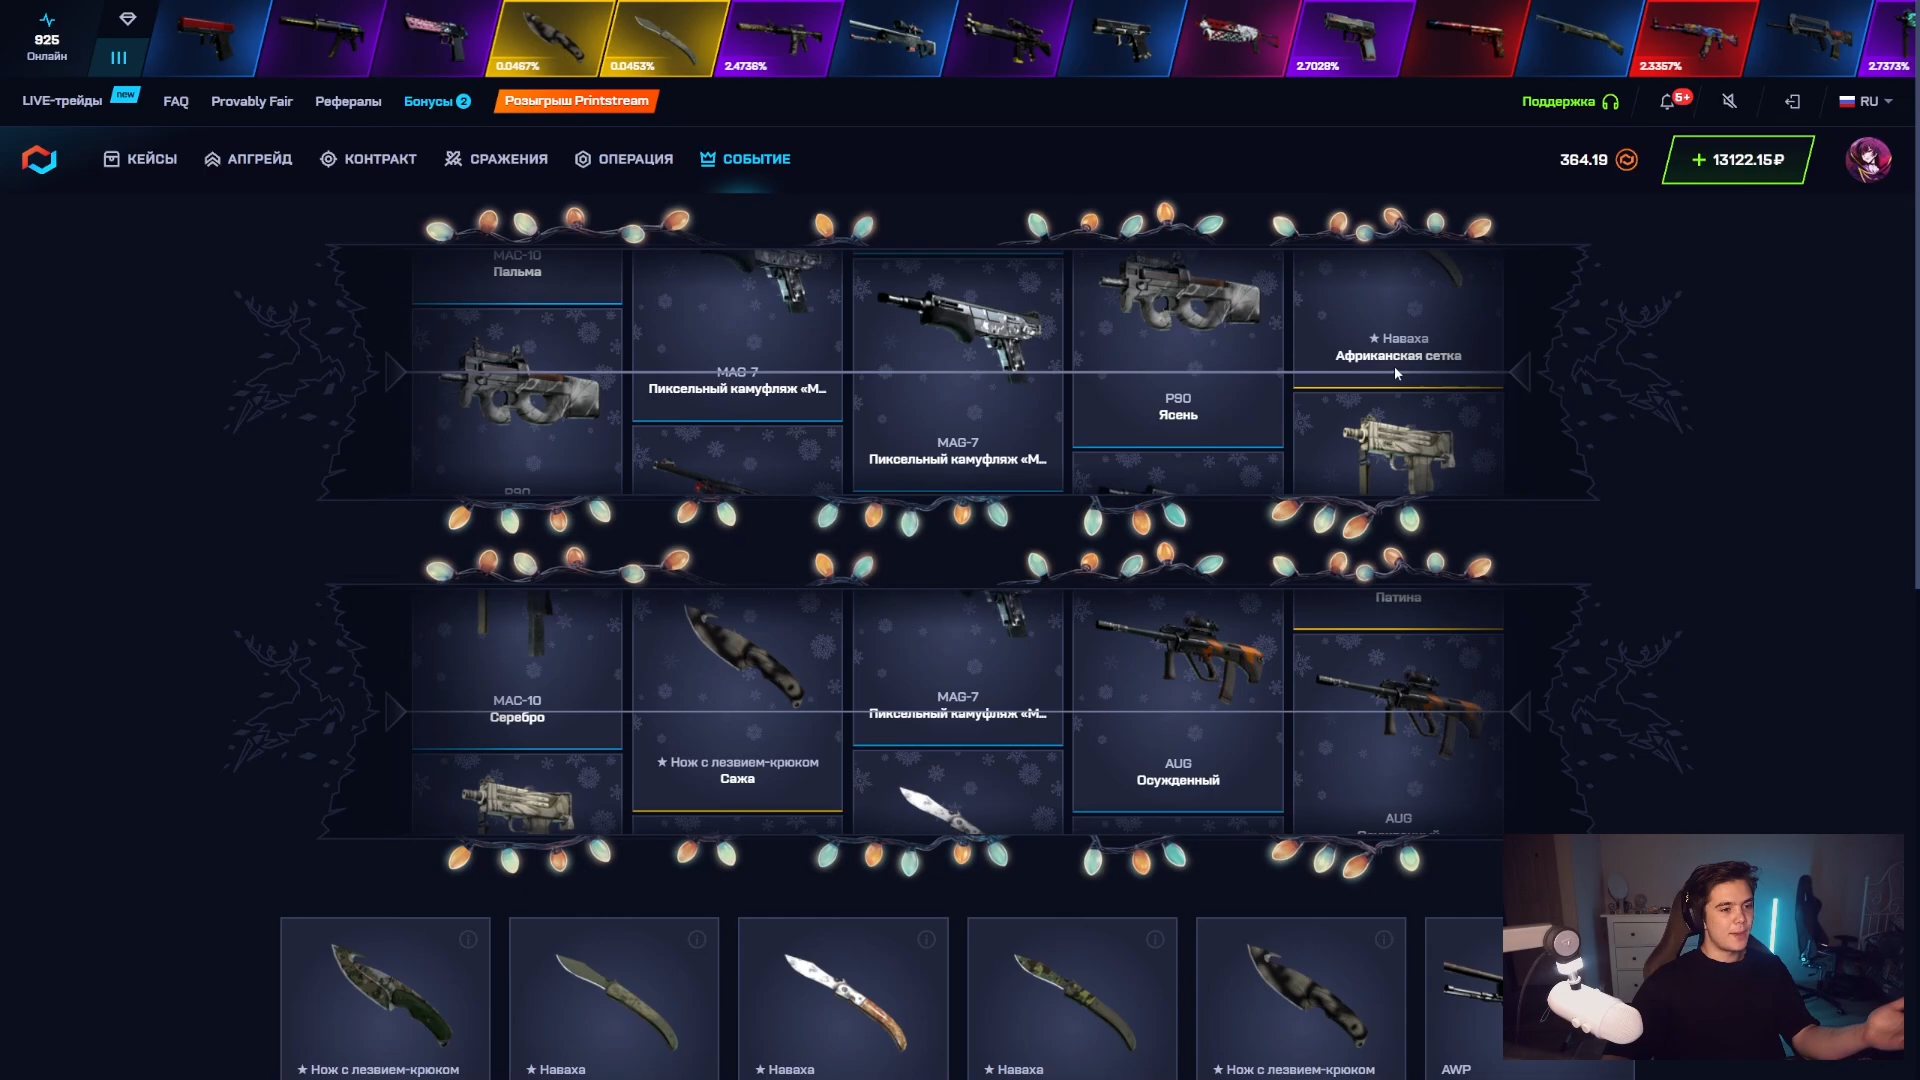 925
Онлайн
0.0467%
0.0453%
2.4736%
2.7028%
2.3357%
2.7373%
LIVE-трейды
new
FAQ
Provably Fair
Рефералы
Бонусы 2
Розыгрыш Printstream
Поддержка
5+
RU
КЕЙСЫ
АПГРЕЙД
КОНТРАКТ
СРАЖЕНИЯ
ОПЕРАЦИЯ
СОБЫТИЕ
364.19
+ 13122.15₽
MAC-10
Пальма
P90
MAG-7
Пиксельный камуфляж «М...
MAG-7
Пиксельный камуфляж «М...
P90
Ясень
★ Наваха
Африканская сетка
MAC-10
Серебро
★ Нож с лезвием-крюком
Сажа
MAG-7
Пиксельный камуфляж «М...
AUG
Осужденный
Патина
AUG
★ Нож с лезвием-крюком
★ Наваха
★ Наваха
★ Наваха
★ Нож с лезвием-крюком
AWP